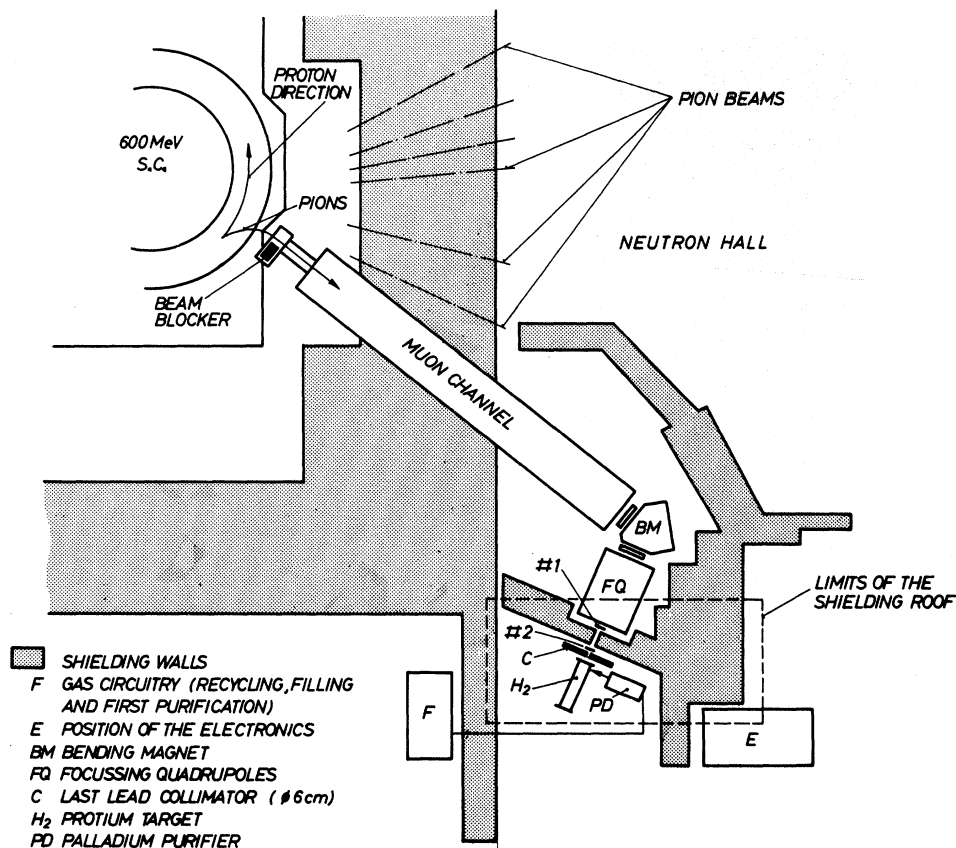 PROTON
DIRECTION
600 MeV
S.C.
PIONS
BEAM
BLOCKER
PION BEAMS
NEUTRON HALL
MUON CHANNEL
BM
#1
FQ
#2
C
H₂
PD
LIMITS OF THE
SHIELDING ROOF
F
E
SHIELDING WALLS
F GAS CIRCUITRY (RECYCLING, FILLING
AND FIRST PURIFICATION)
E POSITION OF THE ELECTRONICS
BM BENDING MAGNET
FQ FOCUSSING QUADRUPOLES
C LAST LEAD COLLIMATOR (ø 6cm)
H₂ PROTIUM TARGET
PD PALLADIUM PURIFIER